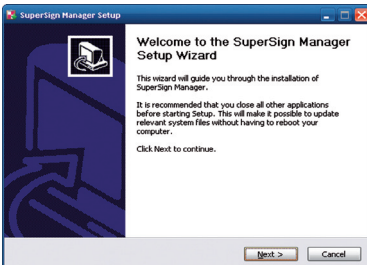 SuperSign Manager Setup
Welcome to the SuperSign Manager
Setup Wizard
This wizard will guide you through the installation of
SuperSign Manager.
It is recommended that you close all other applications
before starting Setup. This will make it possible to update
relevant system files without having to reboot your
computer.
Click Next to continue.
Next >
Cancel